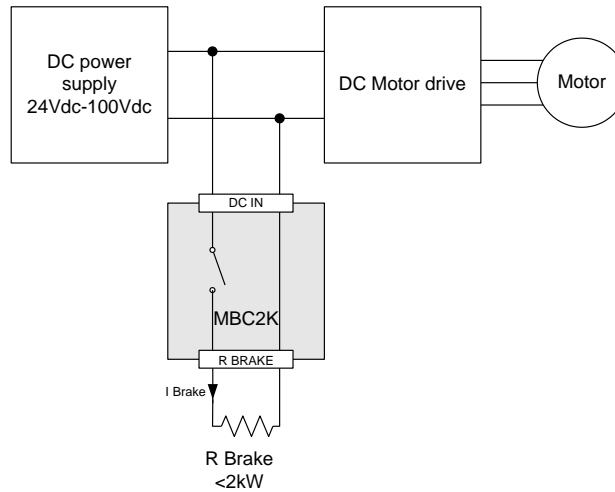 DC power
supply
24Vdc-100Vdc
DC Motor drive
Motor
DC IN
MBC2K
R BRAKE
I Brake
R Brake
<2kW